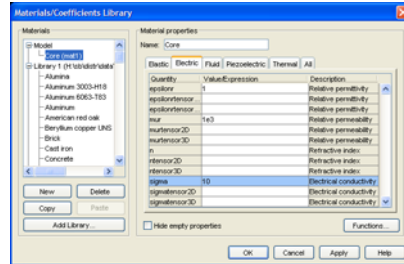 Materials/Coefficients Library
Materials
Model
Core (mat1)
Library 1 (H:\sb\distr\data\
Alumina
Aluminum 3003-H18
Aluminum 6063-T83
Aluminum
American red oak
Beryllium copper UNS
Brick
Cast iron
Concrete
New
Delete
Copy
Paste
Add Library...
Material properties
Name: Core
Elastic Electric Fluid Piezoelectric Thermal All
Quantity Value/Expression Description
epsilonr 1 Relative permittivity
epsilonrtensor... Relative permittivity
epsilonrtensor... Relative permittivity
mur 1e3 Relative permeability
murtensor2D Relative permeability
murtensor3D Relative permeability
n Refractive index
ntensor2D Refractive index
ntensor3D Refractive index
sigma 10 Electrical conductivity
sigmatensor2D Electrical conductivity
sigmatensor3D Electrical conductivity
Hide empty properties
Functions...
OK Cancel Apply Help